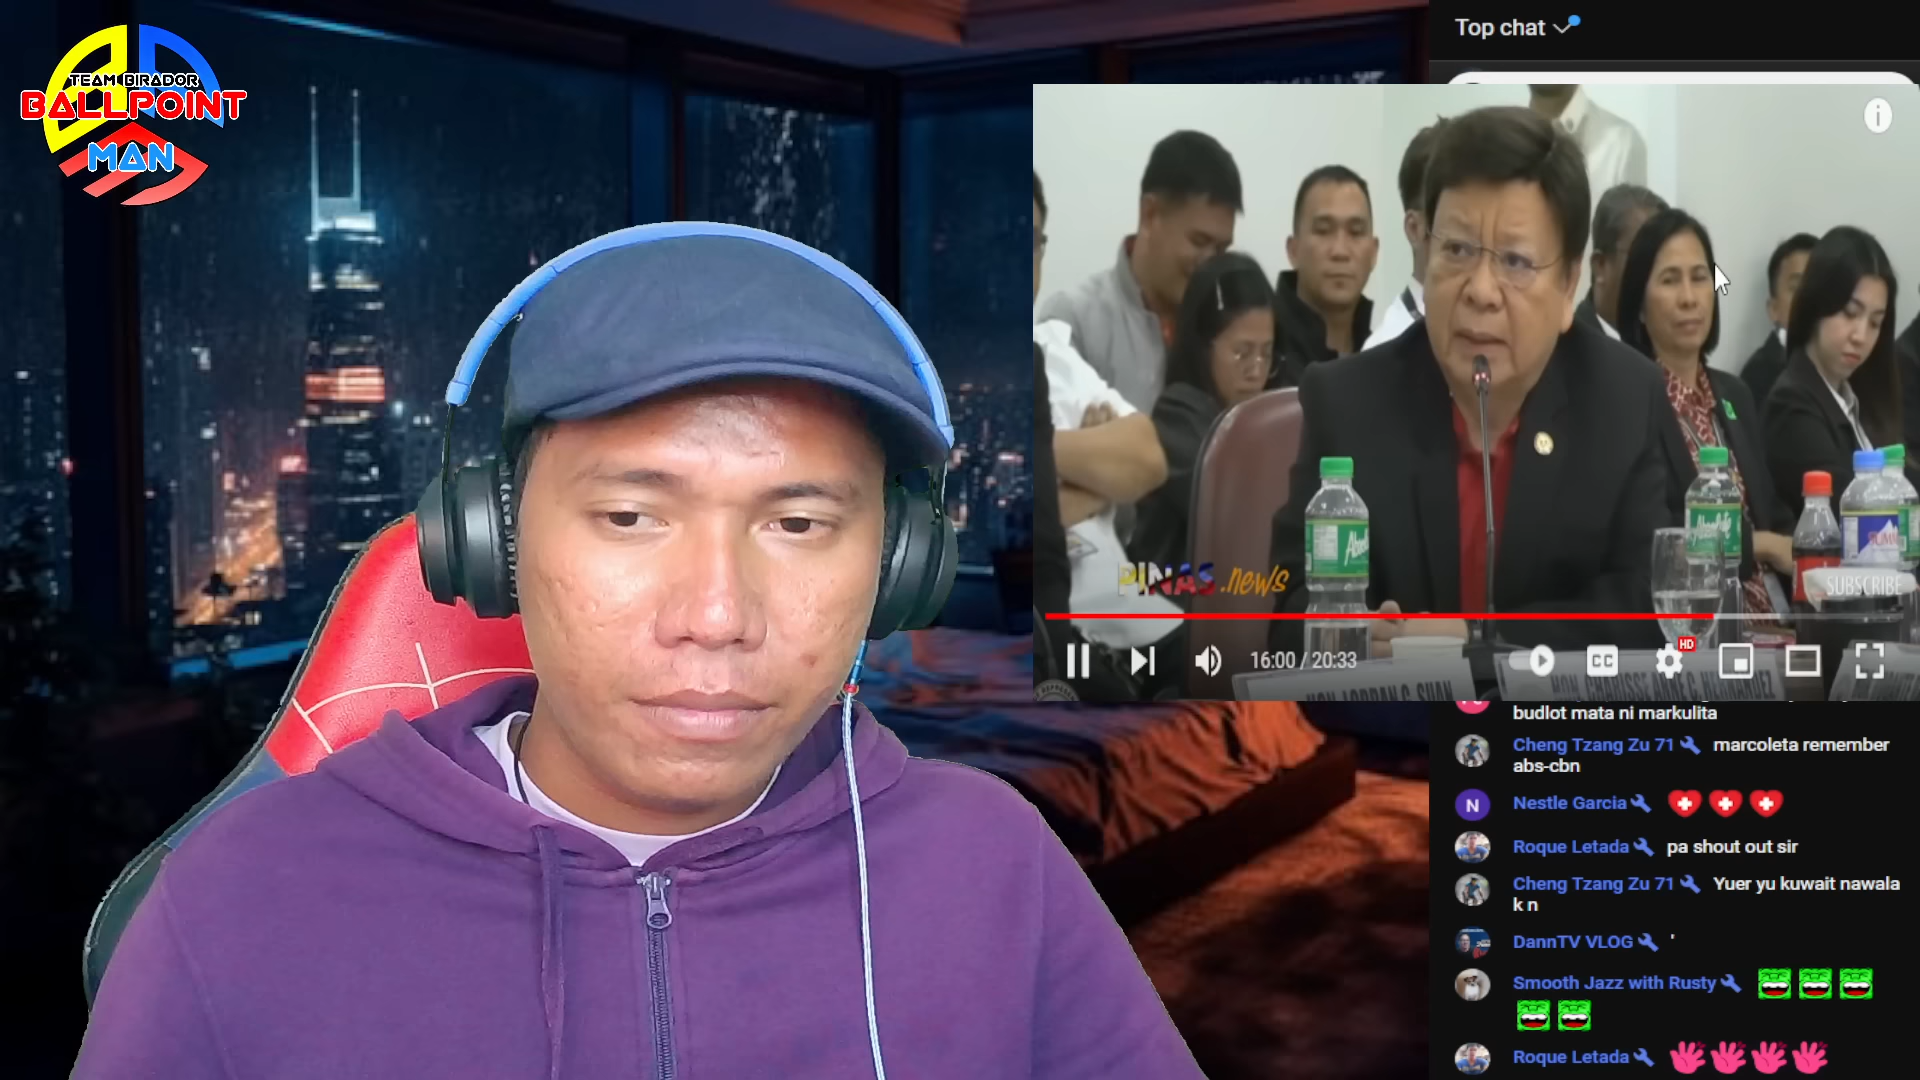 TEAM BIRADOR
BALLPOINT
MAN
Top chat
PINAS.news
Absolute
SUBSCRIBE
16:00 / 20:33
CC
HD
budlot mata ni markulita
Cheng Tzang Zu 71 marcoleta remember
abs-cbn
N
Nestle Garcia
Roque Letada pa shout out sir
Cheng Tzang Zu 71 Yuer yu kuwait nawala
k n
DannTV VLOG '
Smooth Jazz with Rusty
Roque Letada